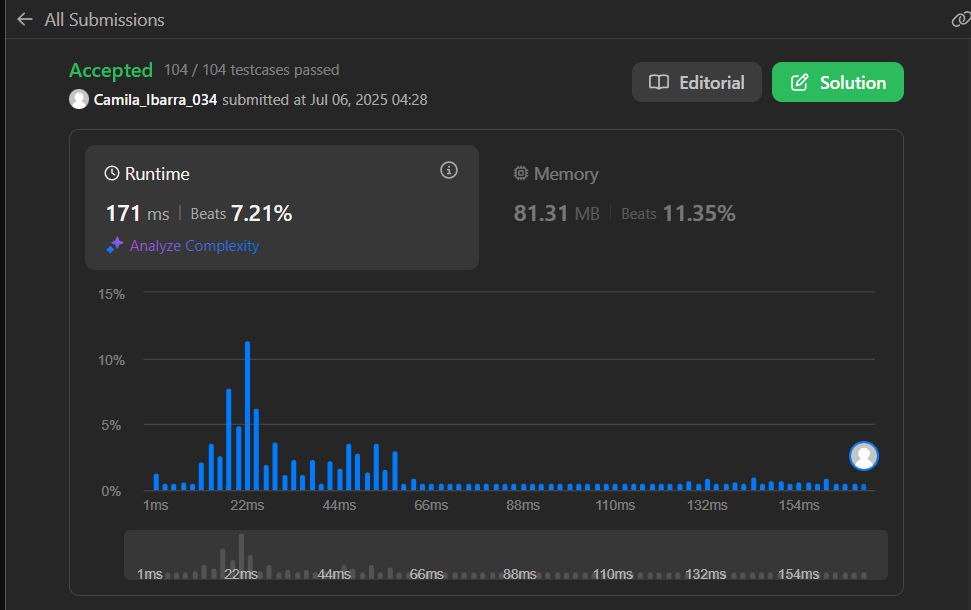 All Submissions
Accepted 104 / 104 testcases passed
Camila_Ibarra_034 submitted at Jul 06, 2025 04:28
Editorial
Solution
Runtime
171 ms | Beats 7.21%
Analyze Complexity
Memory
81.31 MB | Beats 11.35%
15%
10%
5%
0%
1ms 22ms 44ms 66ms 88ms 110ms 132ms 154ms
1ms 22ms 44ms 66ms 88ms 110ms 132ms 154ms